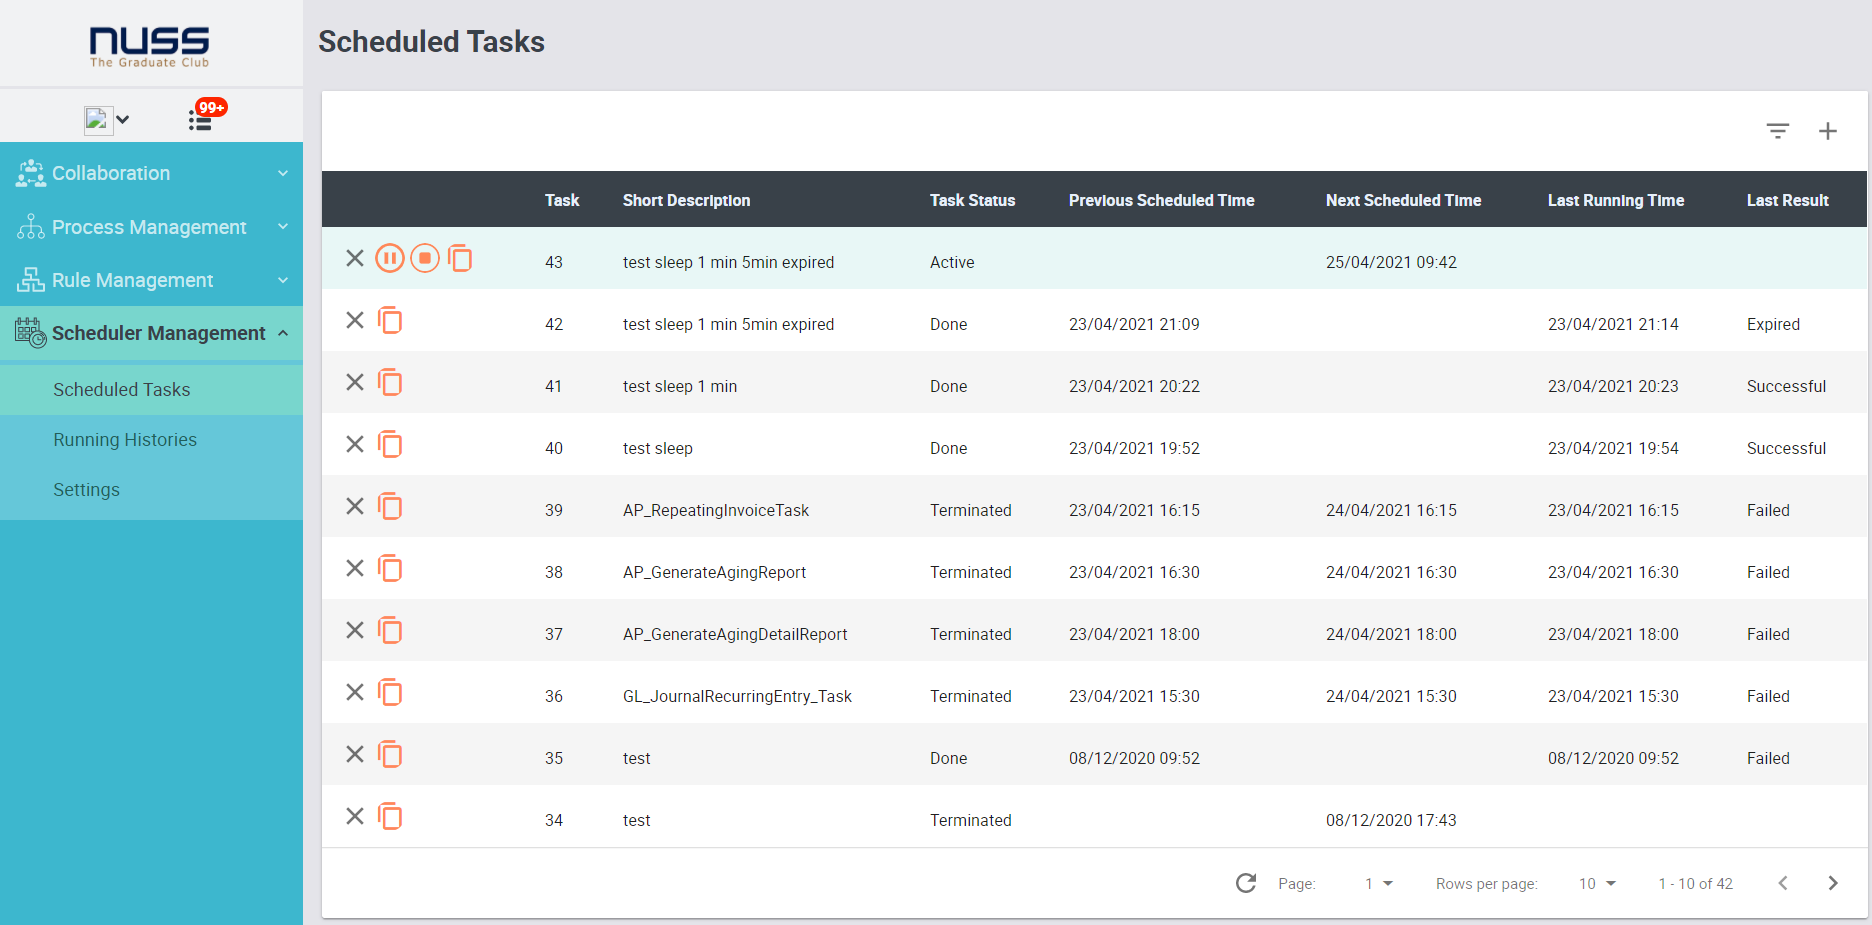 nuss
The Graduate Club
99+
Collaboration
Process Management
Rule Management
Scheduler Management
Scheduled Tasks
Running Histories
Settings
Scheduled Tasks
Task Short Description Task Status Previous Scheduled Time Next Scheduled Time Last Running Time Last Result
43 test sleep 1 min 5min expired Active 25/04/2021 09:42
42 test sleep 1 min 5min expired Done 23/04/2021 21:09 23/04/2021 21:14 Expired
41 test sleep 1 min Done 23/04/2021 20:22 23/04/2021 20:23 Successful
40 test sleep Done 23/04/2021 19:52 23/04/2021 19:54 Successful
39 AP_RepeatingInvoiceTask Terminated 23/04/2021 16:15 24/04/2021 16:15 23/04/2021 16:15 Failed
38 AP_GenerateAgingReport Terminated 23/04/2021 16:30 24/04/2021 16:30 23/04/2021 16:30 Failed
37 AP_GenerateAgingDetailReport Terminated 23/04/2021 18:00 24/04/2021 18:00 23/04/2021 18:00 Failed
36 GL_JournalRecurringEntry_Task Terminated 23/04/2021 15:30 24/04/2021 15:30 23/04/2021 15:30 Failed
35 test Done 08/12/2020 09:52 08/12/2020 09:52 Failed
34 test Terminated 08/12/2020 17:43
Page: 1 Rows per page: 10 1 - 10 of 42